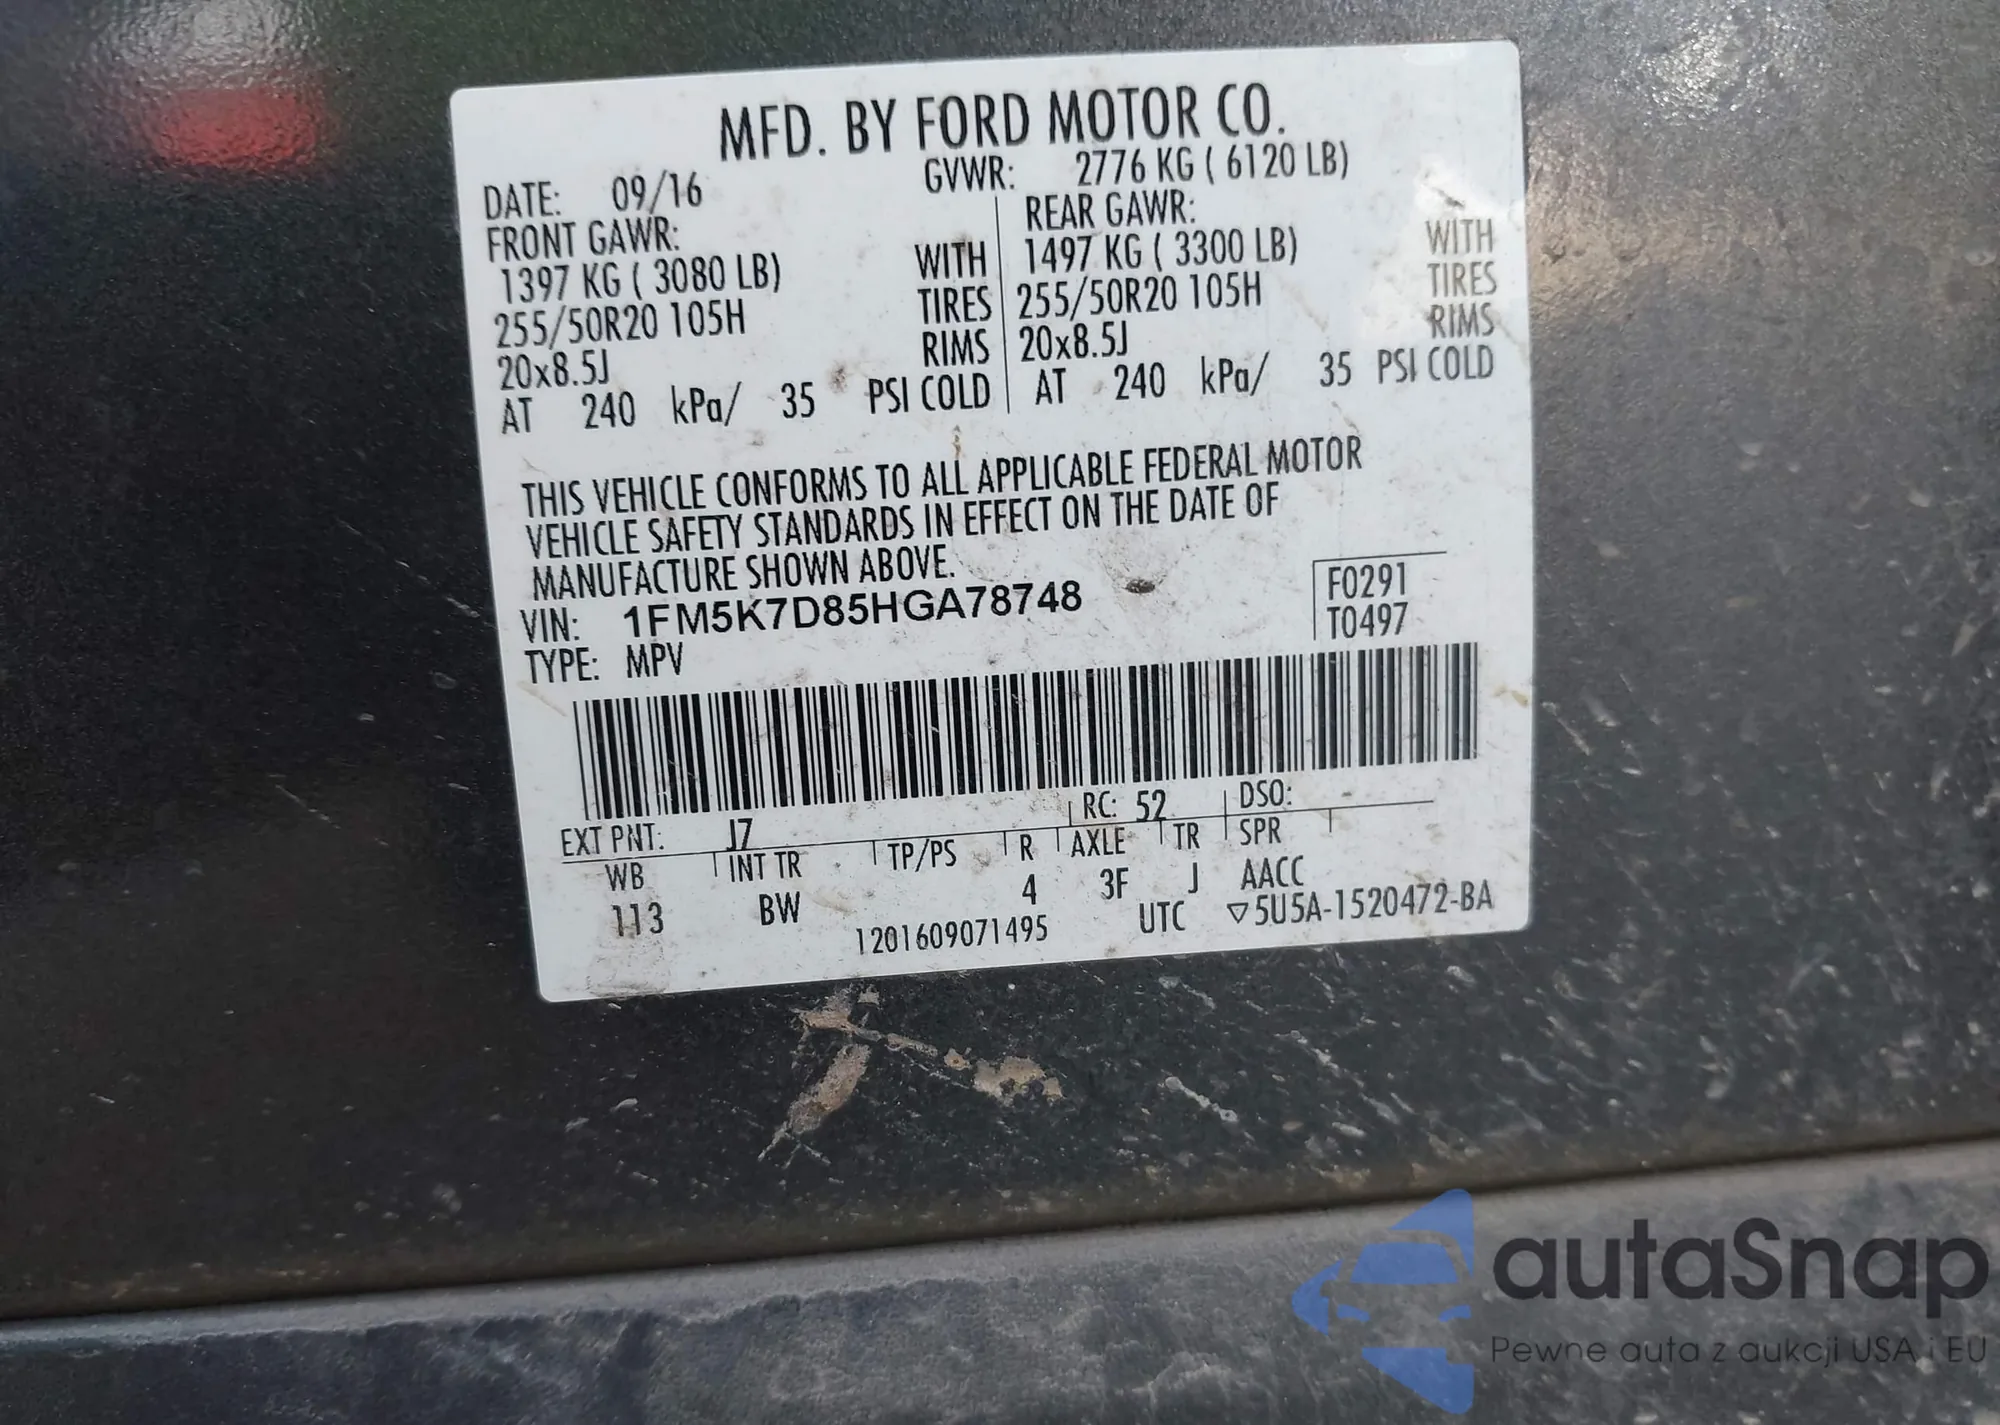 MFD. BY FORD MOTOR CO.
DATE: 09/16 GVWR: 2776 KG ( 6120 LB)
FRONT GAWR: REAR GAWR:
1397 KG ( 3080 LB) WITH 1497 KG ( 3300 LB) WITH
255/50R20 105H TIRES 255/50R20 105H TIRES
20x8.5J RIMS 20x8.5J RIMS
AT 240 kPa/ 35 PSI COLD AT 240 kPa/ 35 PSI COLD
THIS VEHICLE CONFORMS TO ALL APPLICABLE FEDERAL MOTOR
VEHICLE SAFETY STANDARDS IN EFFECT ON THE DATE OF
MANUFACTURE SHOWN ABOVE.
VIN: 1FM5K7D85HGA78748
TYPE: MPV
F0291
T0497
EXT PNT: J7 RC: 52 DSO:
WB INT TR TP/PS R AXLE TR SPR
113 BW 4 3F J AACC
1201609071495 UTC ▽5U5A-1520472-BA
autaSnap
Pewne auta z aukcji USA i EU